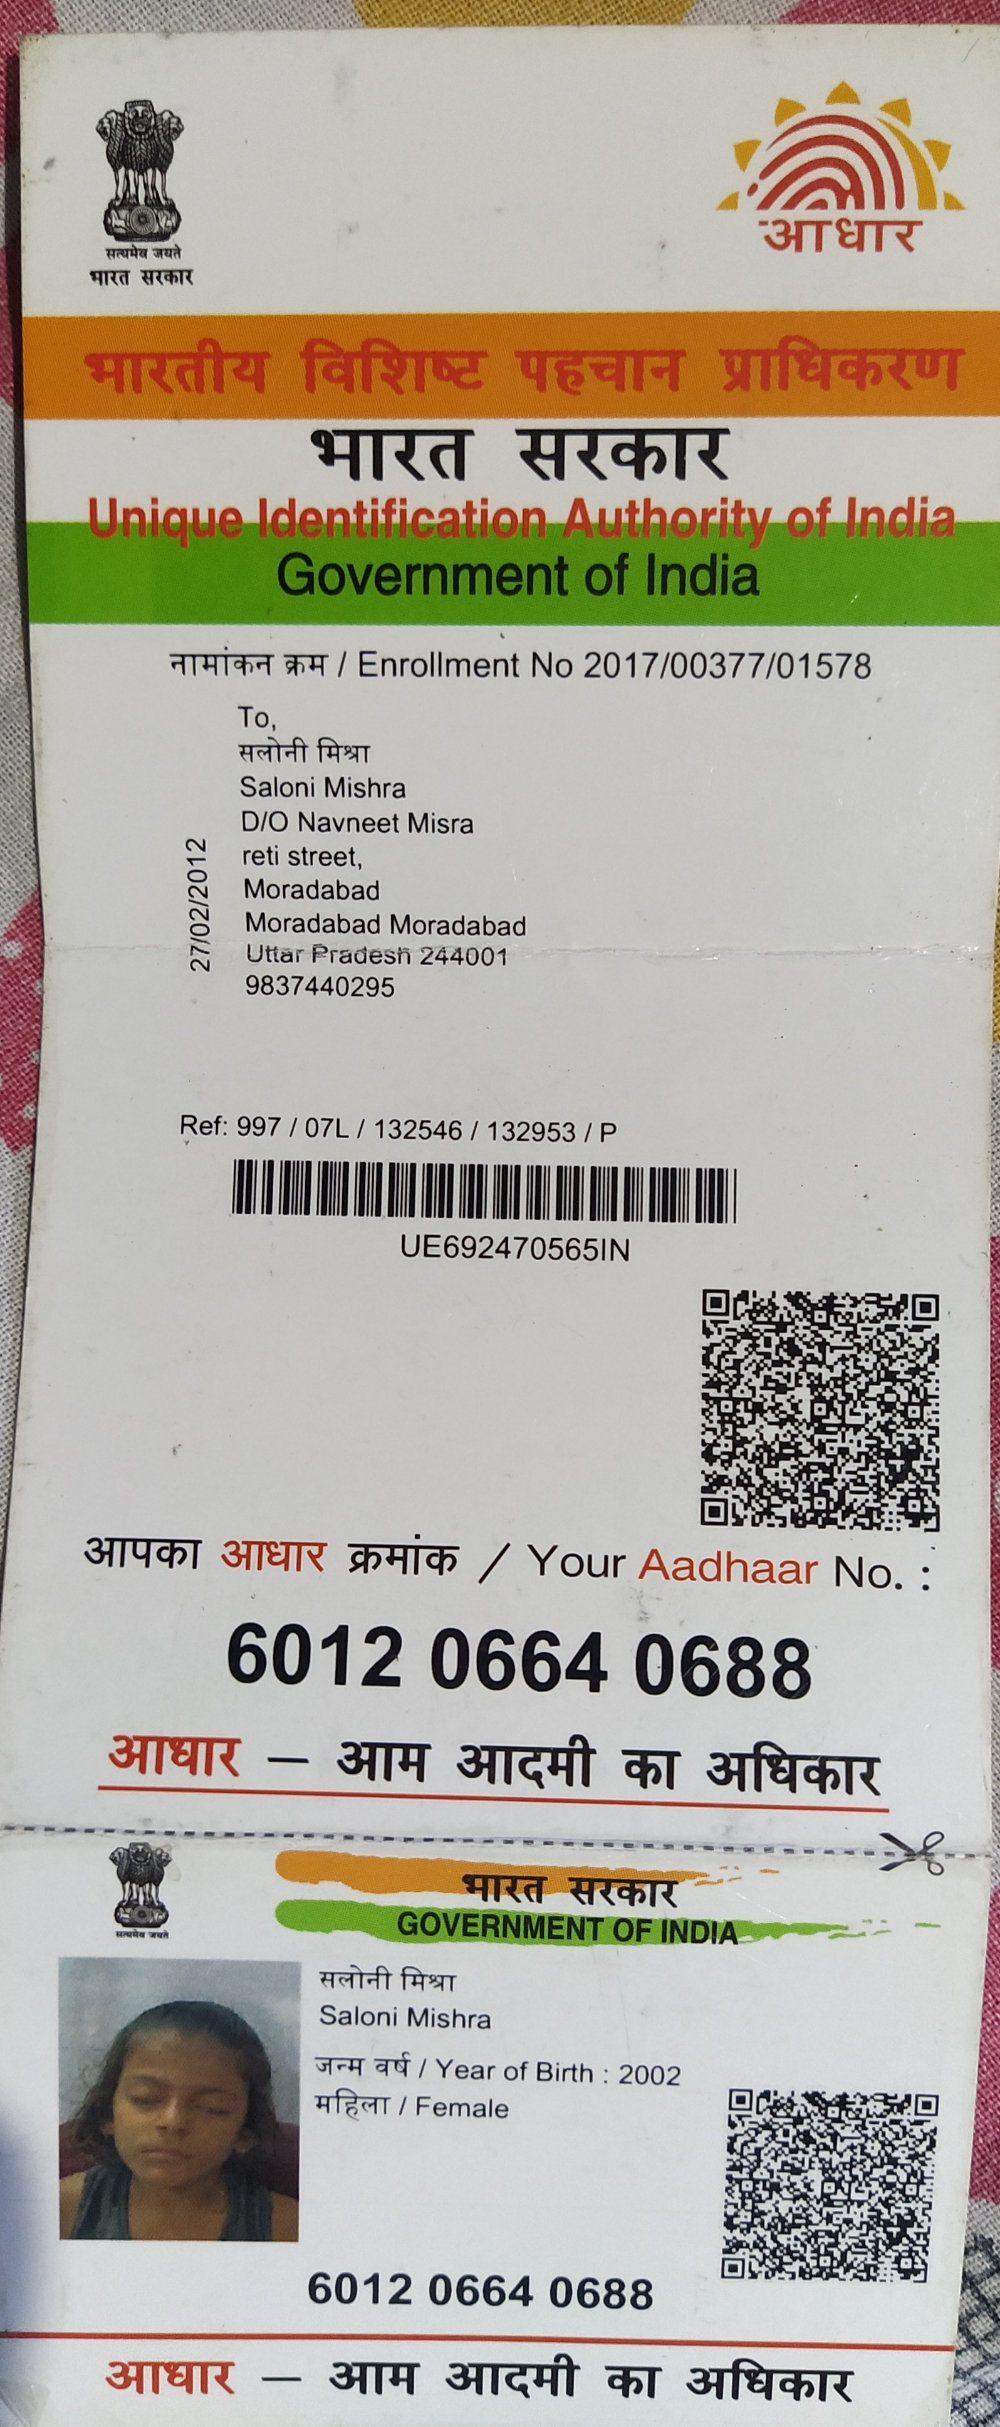 सत्यमेव जयते
भारत सरकार
आधार
भारतीय विशिष्ट पहचान प्राधिकरण
भारत सरकार
Unique Identification Authority of India
Government of India
नामांकन क्रम / Enrollment No 2017/00377/01578
To,
सलोनी मिश्रा
Saloni Mishra
D/O Navneet Misra
reti street,
Moradabad
Moradabad Moradabad
Uttar Pradesh 244001
9837440295
27/02/2012
Ref: 997 / 07L / 132546 / 132953 / P
UE692470565IN
आपका आधार क्रमांक / Your Aadhaar No. :
6012 0664 0688
आधार — आम आदमी का अधिकार
सत्यमेव जयते
भारत सरकार
GOVERNMENT OF INDIA
सलोनी मिश्रा
Saloni Mishra
जन्म वर्ष / Year of Birth : 2002
महिला / Female
6012 0664 0688
आधार — आम आदमी का अधिकार